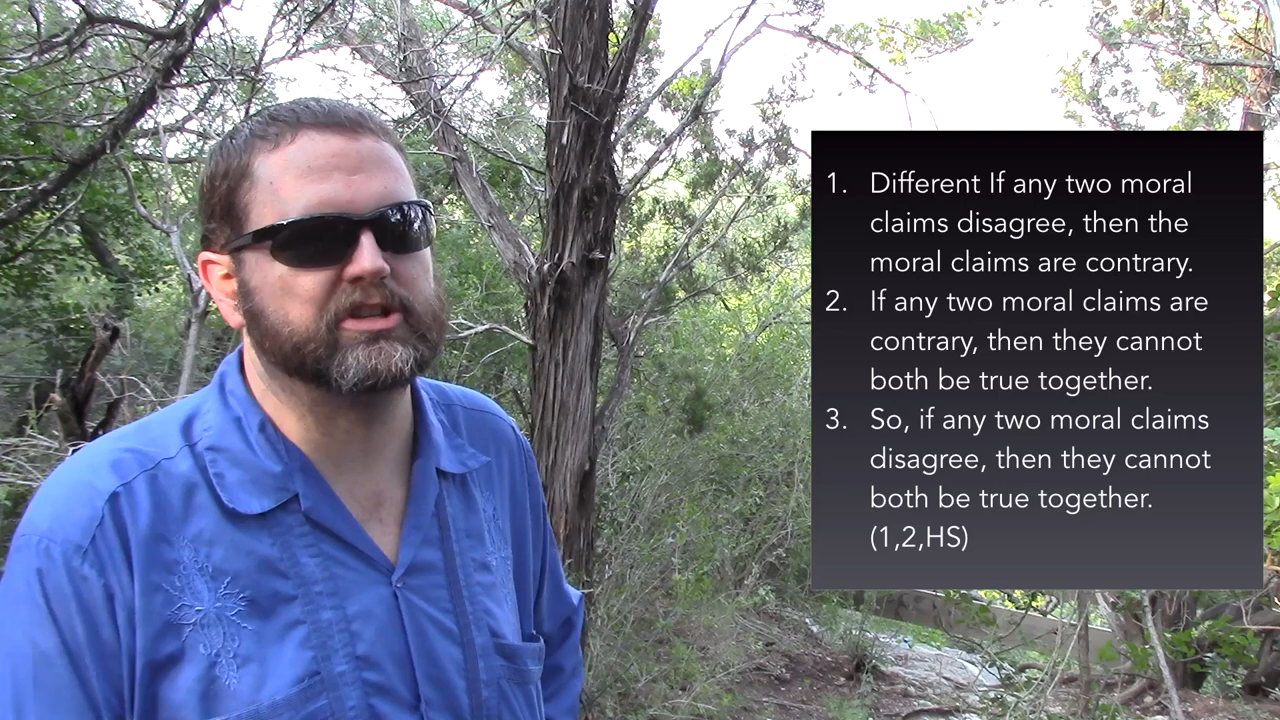 1. Different If any two moral
claims disagree, then the
moral claims are contrary.
2. If any two moral claims are
contrary, then they cannot
both be true together.
3. So, if any two moral claims
disagree, then they cannot
both be true together.
(1,2,HS)